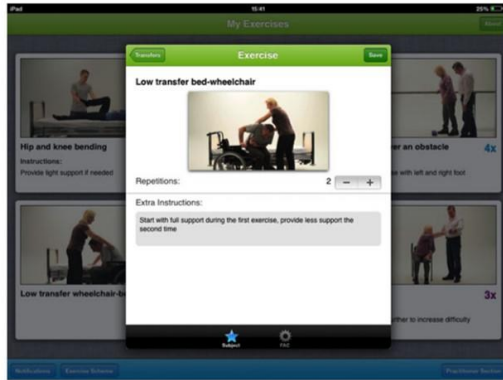 iPad
15:41
25%
My Exercises
Transfers
Exercise
Save
Low transfer bed-wheelchair
Repetitions:
2
- +
Extra Instructions:
Start with full support during the first exercise, provide less support the
second time
Subject
Hip and knee bending
Instructions:
Provide light support if needed
er an obstacle
4x
with left and right foot
Low transfer wheelchair-b
3x
rther to increase difficulty
Notifications
Exercise Scheme
Practitioner Section